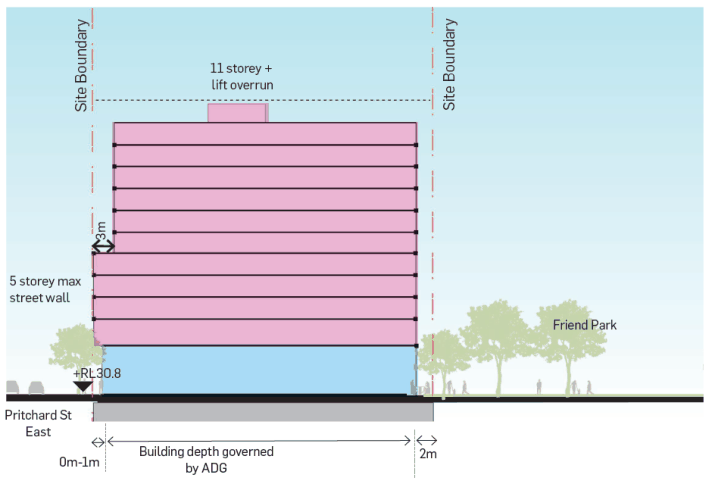 Site Boundary
11 storey +
lift overrun
Site Boundary
3m
5 storey max
street wall
Friend Park
+RL30.8
Pritchard St
East
0m-1m
Building depth governed
by ADG
2m